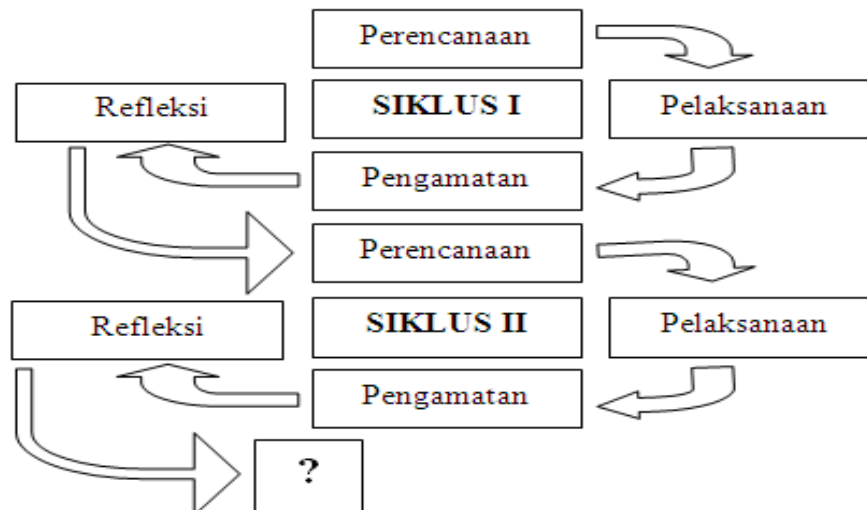 Perencanaan
Refleksi
SIKLUS I
Pelaksanaan
Pengamatan
Perencanaan
Refleksi
SIKLUS II
Pelaksanaan
Pengamatan
?